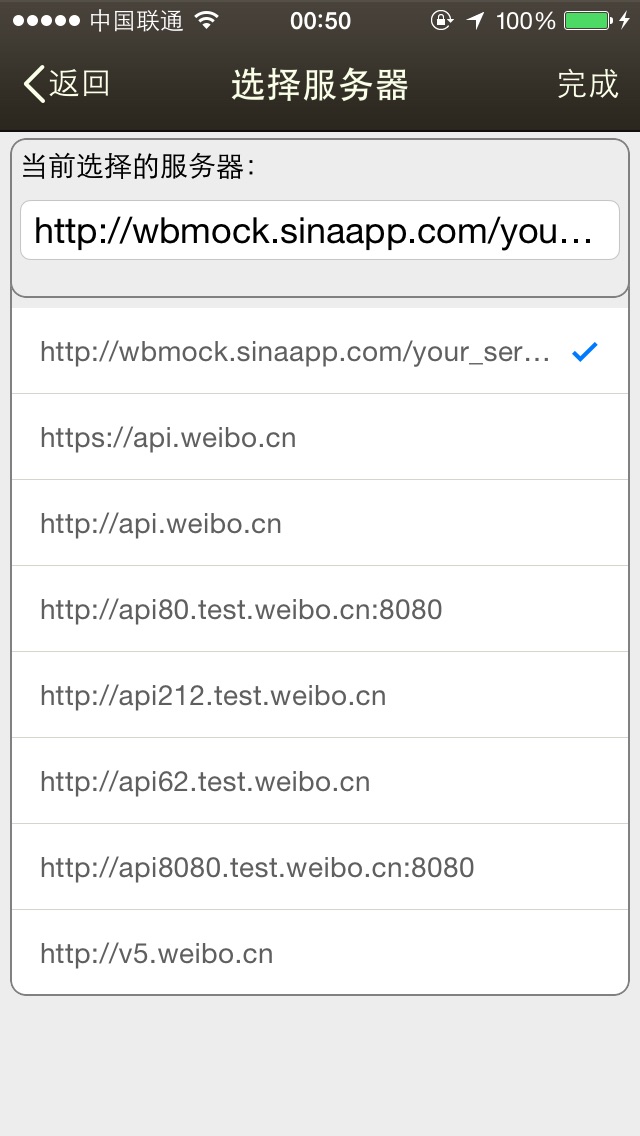 中国联通 00:50 100%
返回 选择服务器 完成
当前选择的服务器：
http://wbmock.sinaapp.com/you...
http://wbmock.sinaapp.com/your_ser...
https://api.weibo.cn
http://api.weibo.cn
http://api80.test.weibo.cn:8080
http://api212.test.weibo.cn
http://api62.test.weibo.cn
http://api8080.test.weibo.cn:8080
http://v5.weibo.cn